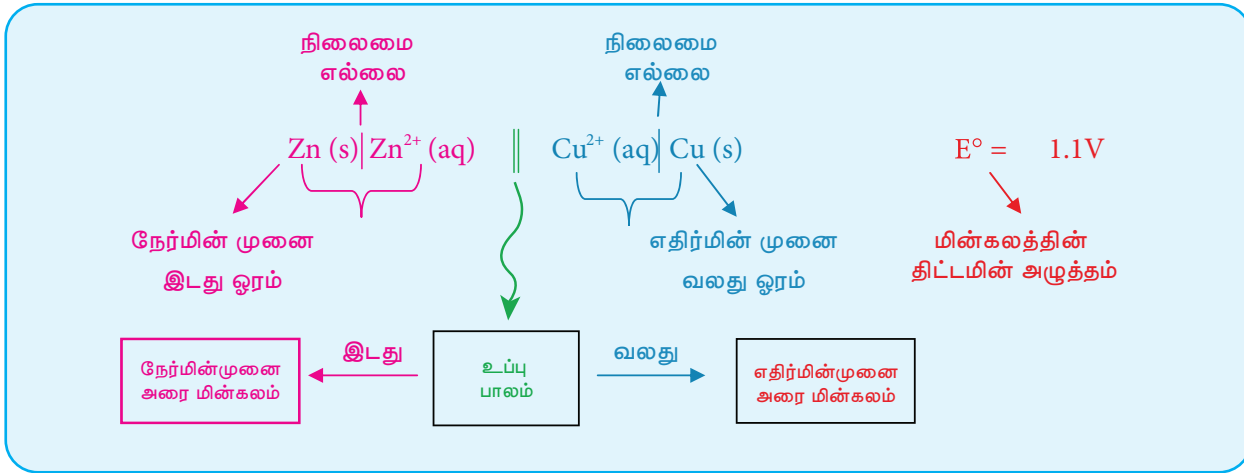 நிலைமை
எல்லை
நிலைமை
எல்லை
Zn (s)|Zn²⁺ (aq) || Cu²⁺ (aq)|Cu (s) E° = 1.1V
நேர்மின் முனை
இடது ஓரம்
எதிர்மின் முனை
வலது ஓரம்
மின்கலத்தின்
திட்டமின் அழுத்தம்
நேர்மின்முனை
அரை மின்கலம்
இடது
உப்பு
பாலம்
வலது
எதிர்மின்முனை
அரை மின்கலம்